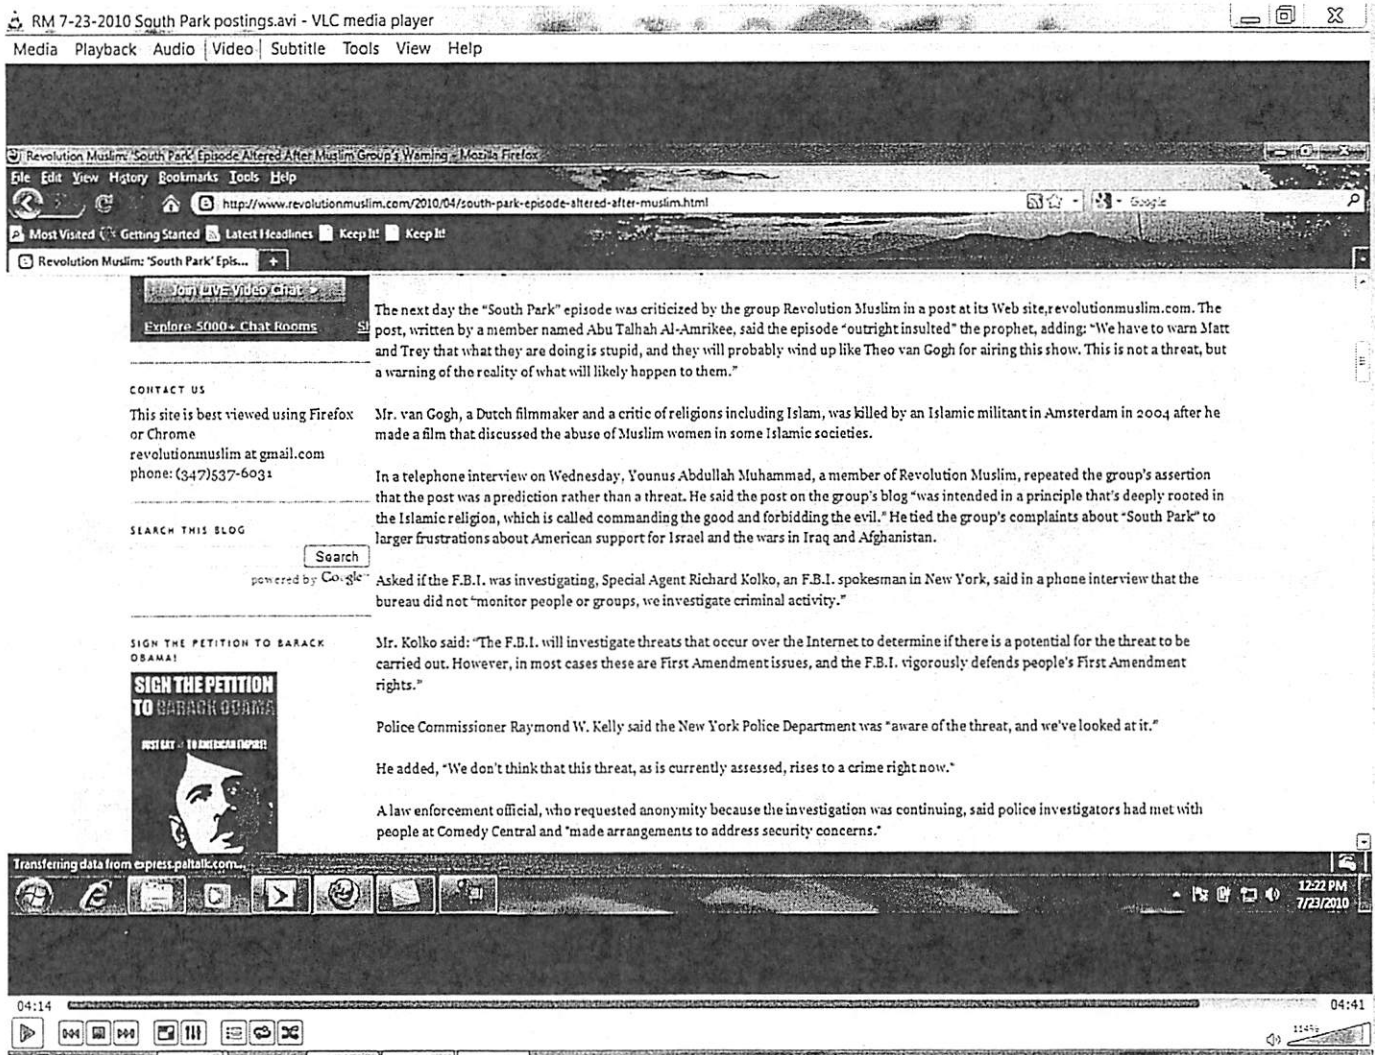 RM 7-23-2010 South Park postings.avi - VLC media player
Media Playback Audio Video Subtitle Tools View Help
Revolution Muslim: 'South Park' Episode Altered After Muslim Group's Warning - Mozilla Firefox
File Edit View History Bookmarks Tools Help
http://www.revolutionmuslim.com/2010/04/south-park-episode-altered-after-muslim.html
Google
Most Visited Getting Started Latest Headlines Keep It! Keep It!
Revolution Muslim: 'South Park' Epis... +
Join LIVE Video Chat >
Explore 5000+ Chat Rooms
CONTACT US
This site is best viewed using Firefox
or Chrome
revolutionmuslim at gmail.com
phone: (347)537-6031
SEARCH THIS BLOG
Search
powered by Google™
SIGN THE PETITION TO BARACK
OBAMA!
SIGN THE PETITION
TO BARACK OBAMA
The next day the "South Park" episode was criticized by the group Revolution Muslim in a post at its Web site,revolutionmuslim.com. The
post, written by a member named Abu Talhah Al-Amrikee, said the episode "outright insulted" the prophet, adding: "We have to warn Matt
and Trey that what they are doing is stupid, and they will probably wind up like Theo van Gogh for airing this show. This is not a threat, but
a warning of the reality of what will likely happen to them."
Mr. van Gogh, a Dutch filmmaker and a critic of religions including Islam, was killed by an Islamic militant in Amsterdam in 2004 after he
made a film that discussed the abuse of Muslim women in some Islamic societies.
In a telephone interview on Wednesday, Younus Abdullah Muhammad, a member of Revolution Muslim, repeated the group's assertion
that the post was a prediction rather than a threat. He said the post on the group's blog "was intended in a principle that's deeply rooted in
the Islamic religion, which is called commanding the good and forbidding the evil." He tied the group's complaints about "South Park" to
larger frustrations about American support for Israel and the wars in Iraq and Afghanistan.
Asked if the F.B.I. was investigating, Special Agent Richard Kolko, an F.B.I. spokesman in New York, said in a phone interview that the
bureau did not "monitor people or groups, we investigate criminal activity."
Mr. Kolko said: "The F.B.I. will investigate threats that occur over the Internet to determine if there is a potential for the threat to be
carried out. However, in most cases these are First Amendment issues, and the F.B.I. vigorously defends people's First Amendment
rights."
Police Commissioner Raymond W. Kelly said the New York Police Department was "aware of the threat, and we've looked at it."
He added, "We don't think that this threat, as is currently assessed, rises to a crime right now."
A law enforcement official, who requested anonymity because the investigation was continuing, said police investigators had met with
people at Comedy Central and "made arrangements to address security concerns."
Transferring data from express.paltalk.com...
12:22 PM
7/23/2010
04:14
04:41
114%